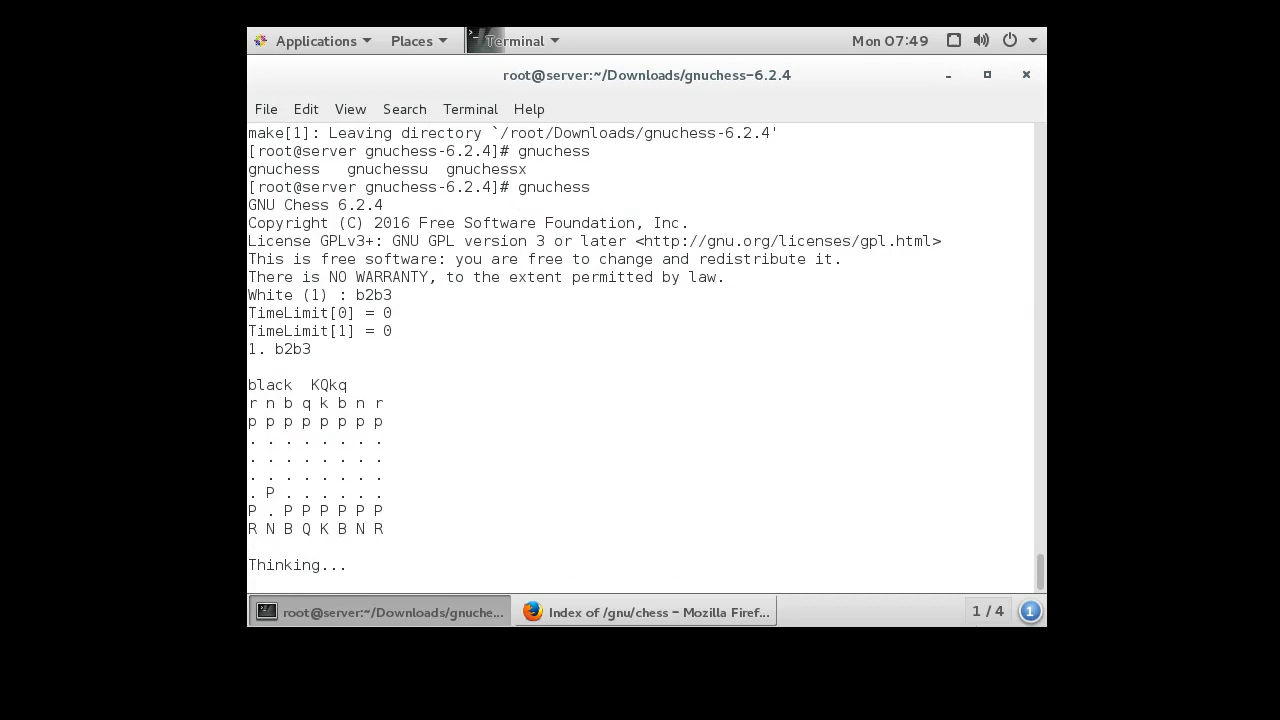 Applications Places Terminal Mon 07:49
root@server:~/Downloads/gnuchess-6.2.4
File Edit View Search Terminal Help
make[1]: Leaving directory `/root/Downloads/gnuchess-6.2.4'
[root@server gnuchess-6.2.4]# gnuchess
gnuchess gnuchessu gnuchessx
[root@server gnuchess-6.2.4]# gnuchess
GNU Chess 6.2.4
Copyright (C) 2016 Free Software Foundation, Inc.
License GPLv3+: GNU GPL version 3 or later <http://gnu.org/licenses/gpl.html>
This is free software: you are free to change and redistribute it.
There is NO WARRANTY, to the extent permitted by law.
White (1) : b2b3
TimeLimit[0] = 0
TimeLimit[1] = 0
1. b2b3
black KQkq
r n b q k b n r
p p p p p p p p
. . . . . . . .
. . . . . . . .
. . . . . . . .
. P . . . . . .
P . P P P P P P
R N B Q K B N R
Thinking...
root@server:~/Downloads/gnuche... Index of /gnu/chess – Mozilla Firef... 1 / 4 1